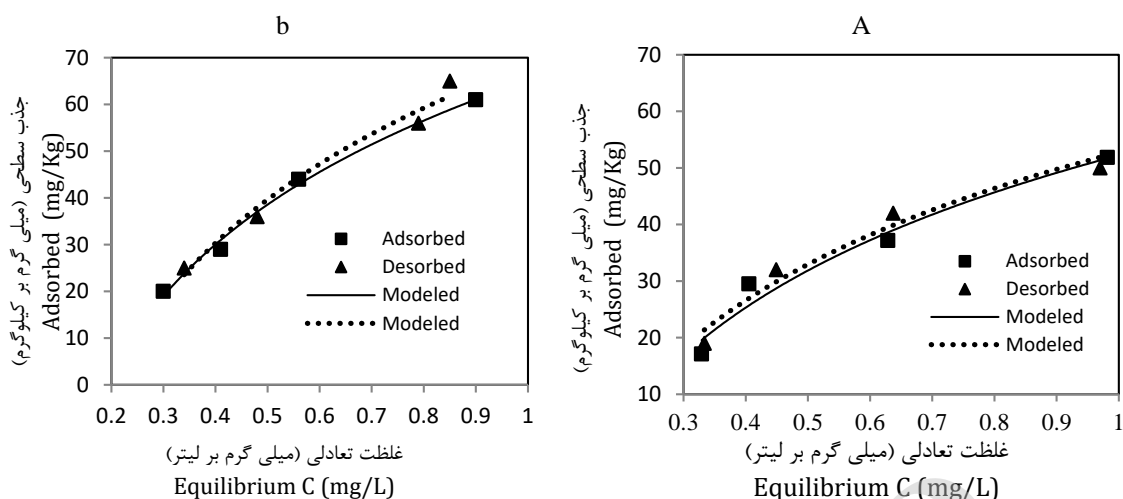 b
70
60
50
40
30
20
10
0
0.2 0.3 0.4 0.5 0.6 0.7 0.8 0.9 1
جذب سطحی (میلی گرم بر کیلوگرم)
Adsorbed (mg/Kg)
Adsorbed
Desorbed
Modeled
Modeled
غلظت تعادلی (میلی گرم بر لیتر)
Equilibrium C (mg/L)
A
70
60
50
40
30
20
10
0.3 0.4 0.5 0.6 0.7 0.8 0.9 1
جذب سطحی (میلی گرم بر کیلوگرم)
Adsorbed (mg/Kg)
Adsorbed
Desorbed
Modeled
Modeled
غلظت تعادلی (میلی گرم بر لیتر)
Equilibrium C (mg/L)